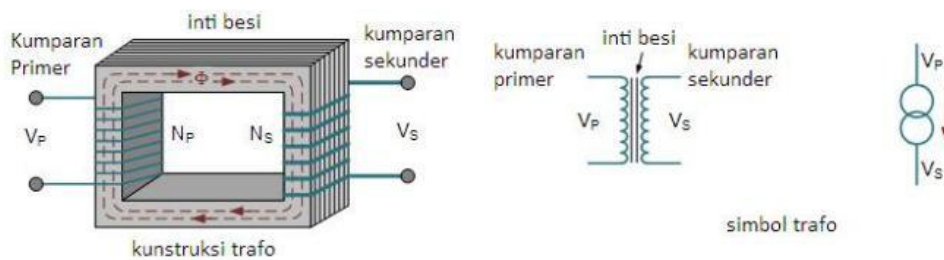 inti besi
Kumparan
Primer
kumparan
sekunder
Φ
VP
NP
NS
VS
kunstruksi trafo
kumparan
primer
inti besi
kumparan
sekunder
VP
VS
VP
VS
simbol trafo